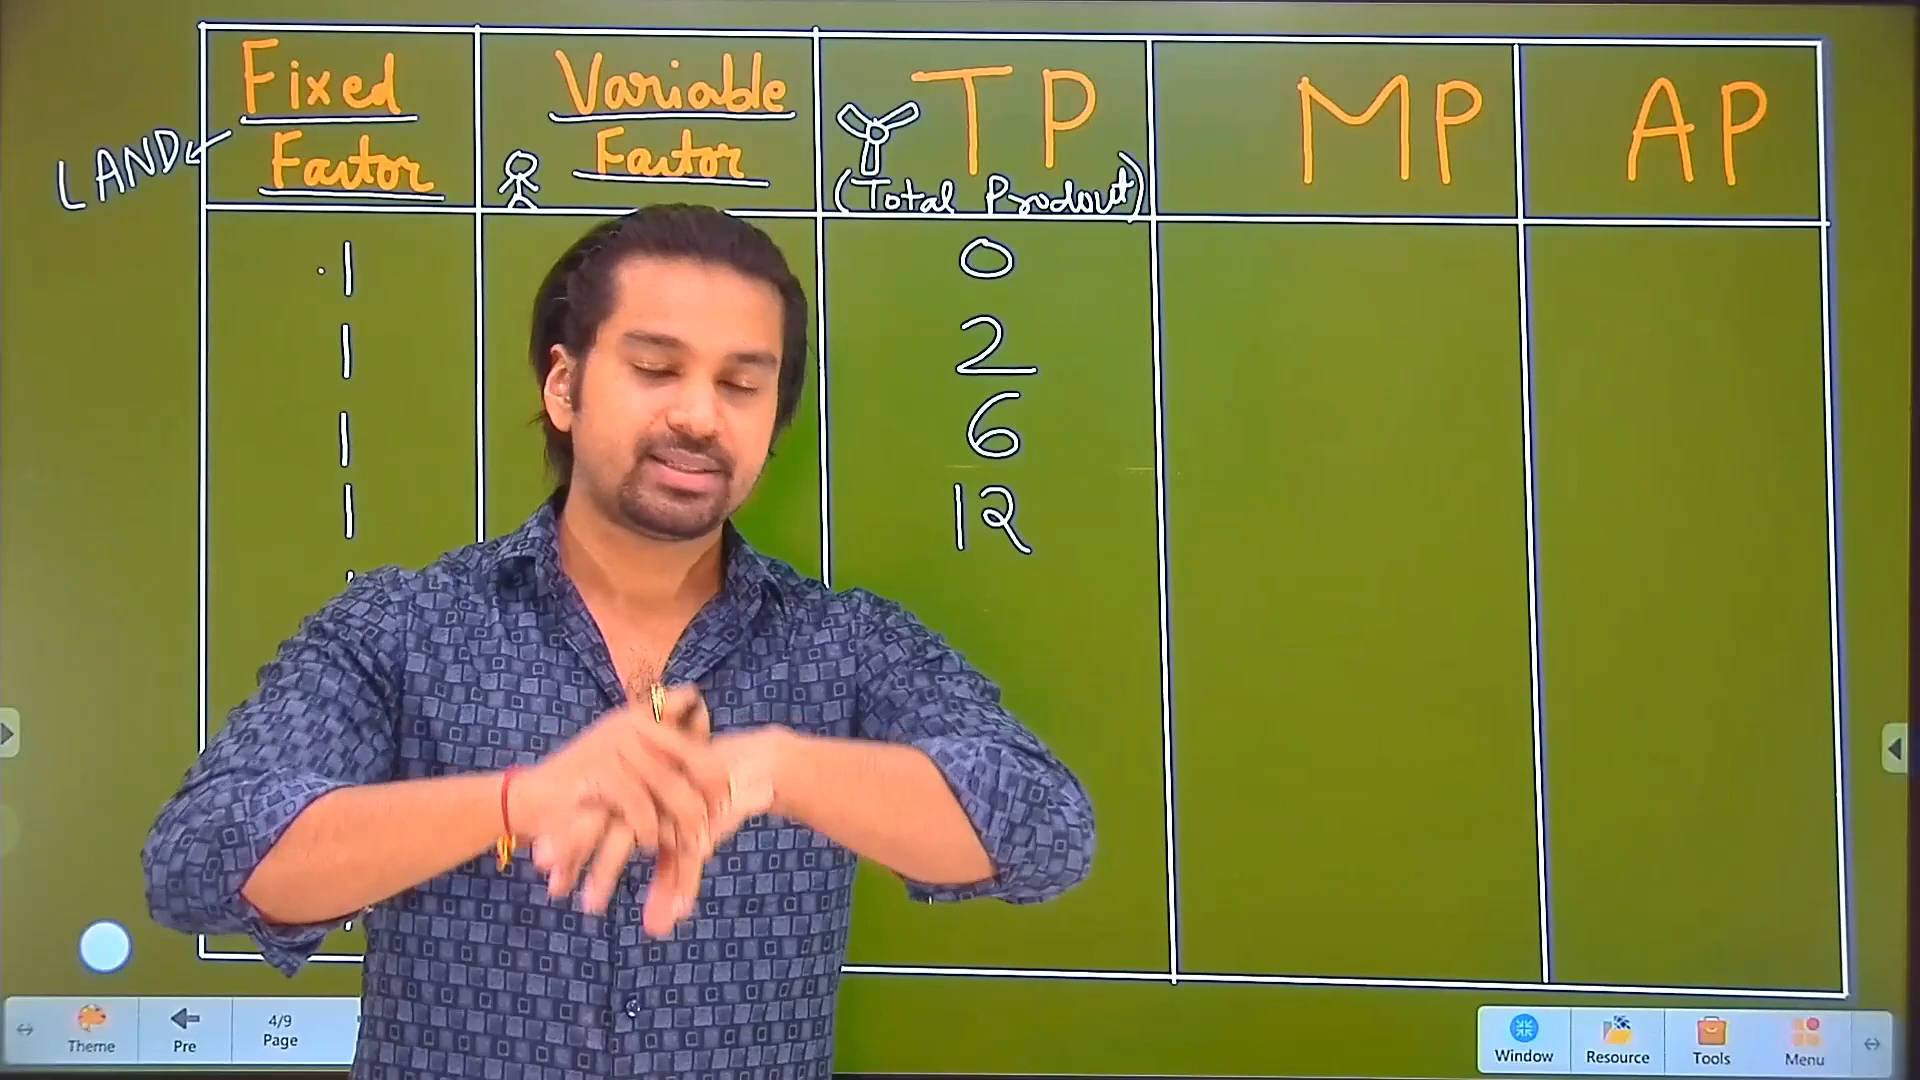 Fixed
Factor
LAND
Variable
Factor
TP
(Total Product)
MP
AP
1
0
1
2
1
6
1
12
Theme
Pre
4/9
Page
Window
Resource
Tools
Menu